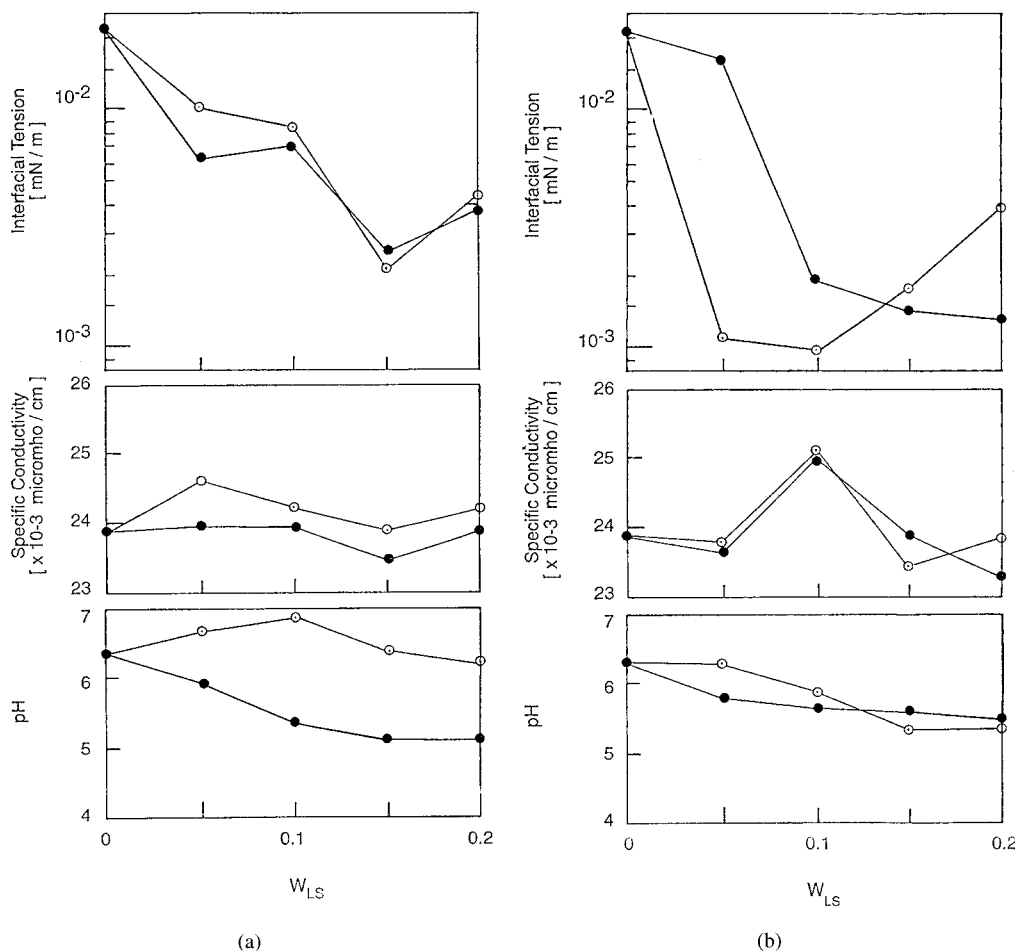 Interfacial Tension
[ mN / m ]
10-2
10-3
Specific Conductivity
[ x 10-3 micromho / cm ]
26
25
24
23
pH
7
6
5
4
0
0.1
0.2
WLS
(a)
Interfacial Tension
[ mN / m ]
10-2
10-3
Specific Conductivity
[ x 10-3 micromho / cm ]
26
25
24
23
pH
7
6
5
4
0
0.1
0.2
WLS
(b)